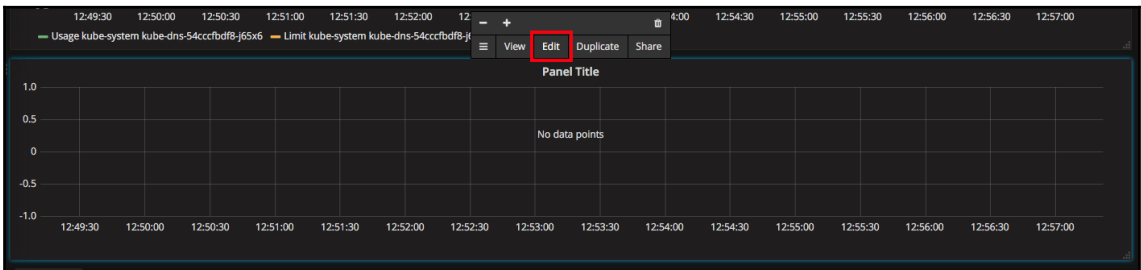 12:49:30 12:50:00 12:50:30 12:51:00 12:51:30 12:52:00 12: − + 4:00 12:54:30 12:55:00 12:55:30 12:56:00 12:56:30 12:57:00
Usage kube-system kube-dns-54cccfbdf8-j65x6 Limit kube-system kube-dns-54cccfbdf8-j6
View Edit Duplicate Share
Panel Title
1.0
0.5
No data points
0
-0.5
-1.0
12:49:30 12:50:00 12:50:30 12:51:00 12:51:30 12:52:00 12:52:30 12:53:00 12:53:30 12:54:00 12:54:30 12:55:00 12:55:30 12:56:00 12:56:30 12:57:00